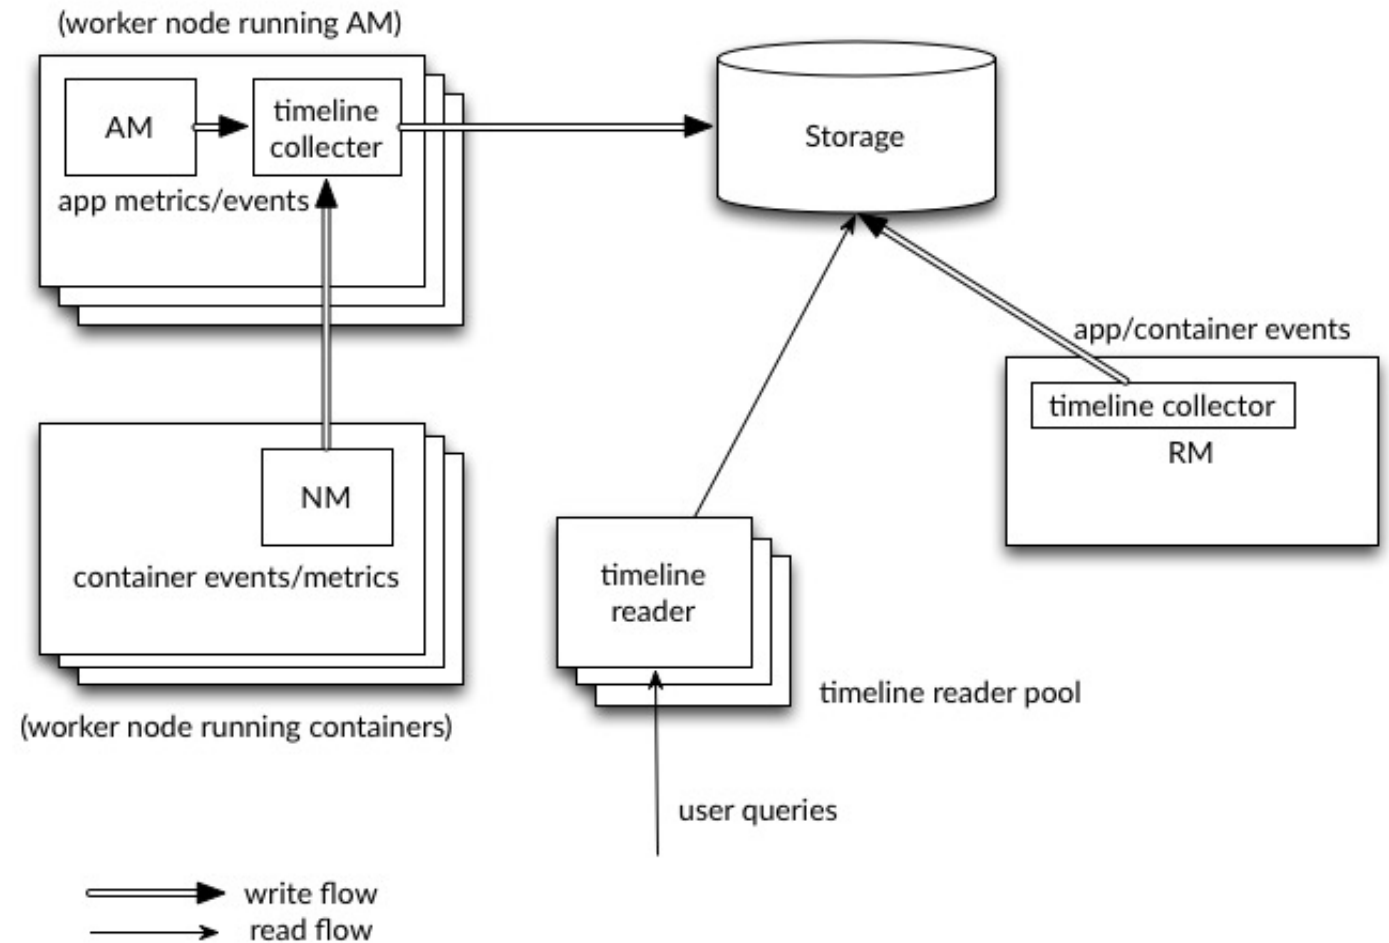 (worker node running AM)
AM
timeline
collecter
app metrics/events
Storage
app/container events
timeline collector
RM
NM
container events/metrics
(worker node running containers)
timeline
reader
timeline reader pool
user queries
write flow
read flow